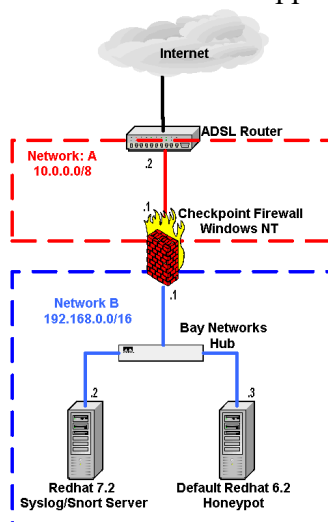 Internet
ADSL Router
Network: A
10.0.0.0/8
.2
.1
Checkpoint Firewall
Windows NT
.1
Network B
192.168.0.0/16
Bay Networks
Hub
.2
.3
Redhat 7.2
Syslog/Snort Server
Default Redhat 6.2
Honeypot